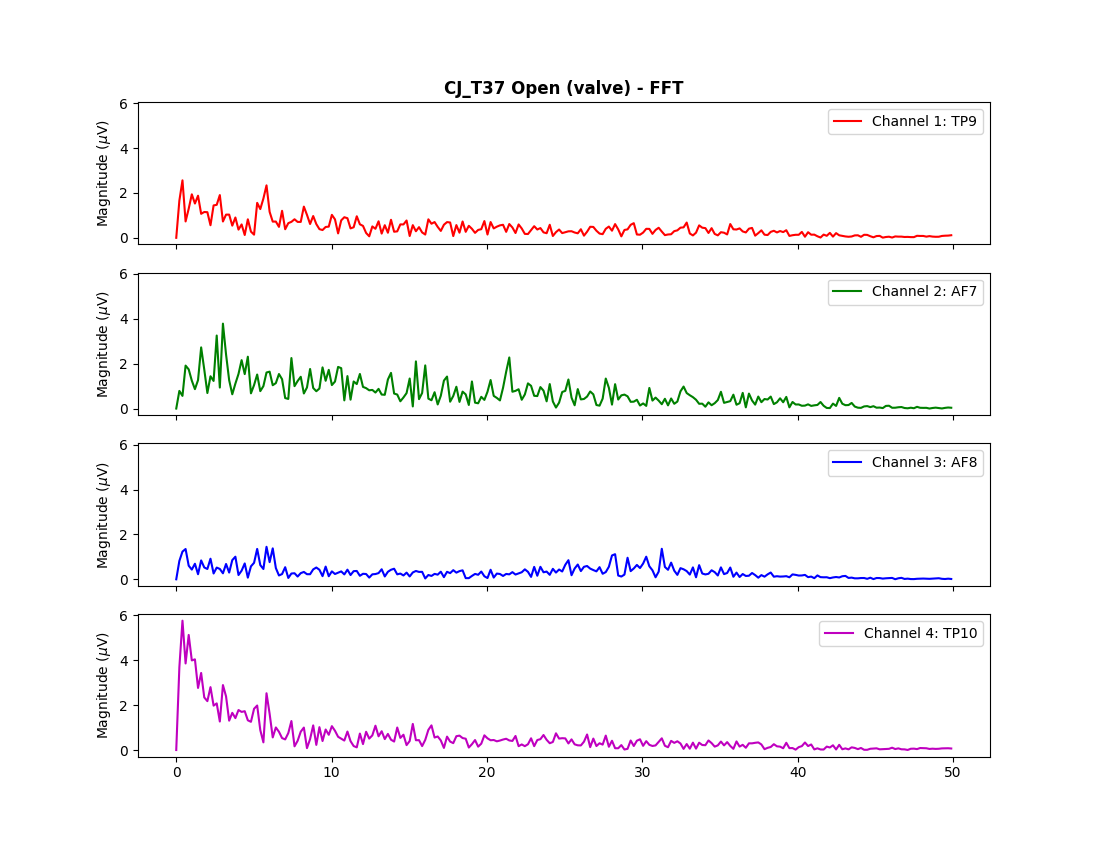 CJ_T37 Open (valve) - FFT
6
4
2
0
Magnitude (μV)
Channel 1: TP9
6
4
2
0
Magnitude (μV)
Channel 2: AF7
6
4
2
0
Magnitude (μV)
Channel 3: AF8
6
4
2
0
Magnitude (μV)
Channel 4: TP10
0 10 20 30 40 50